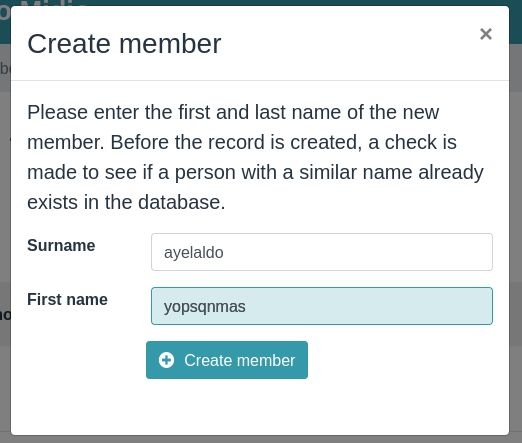 Create member
×
Please enter the first and last name of the new
member. Before the record is created, a check is
made to see if a person with a similar name already
exists in the database.
Surname
ayelaldo
First name
yopsqnmas
Create member